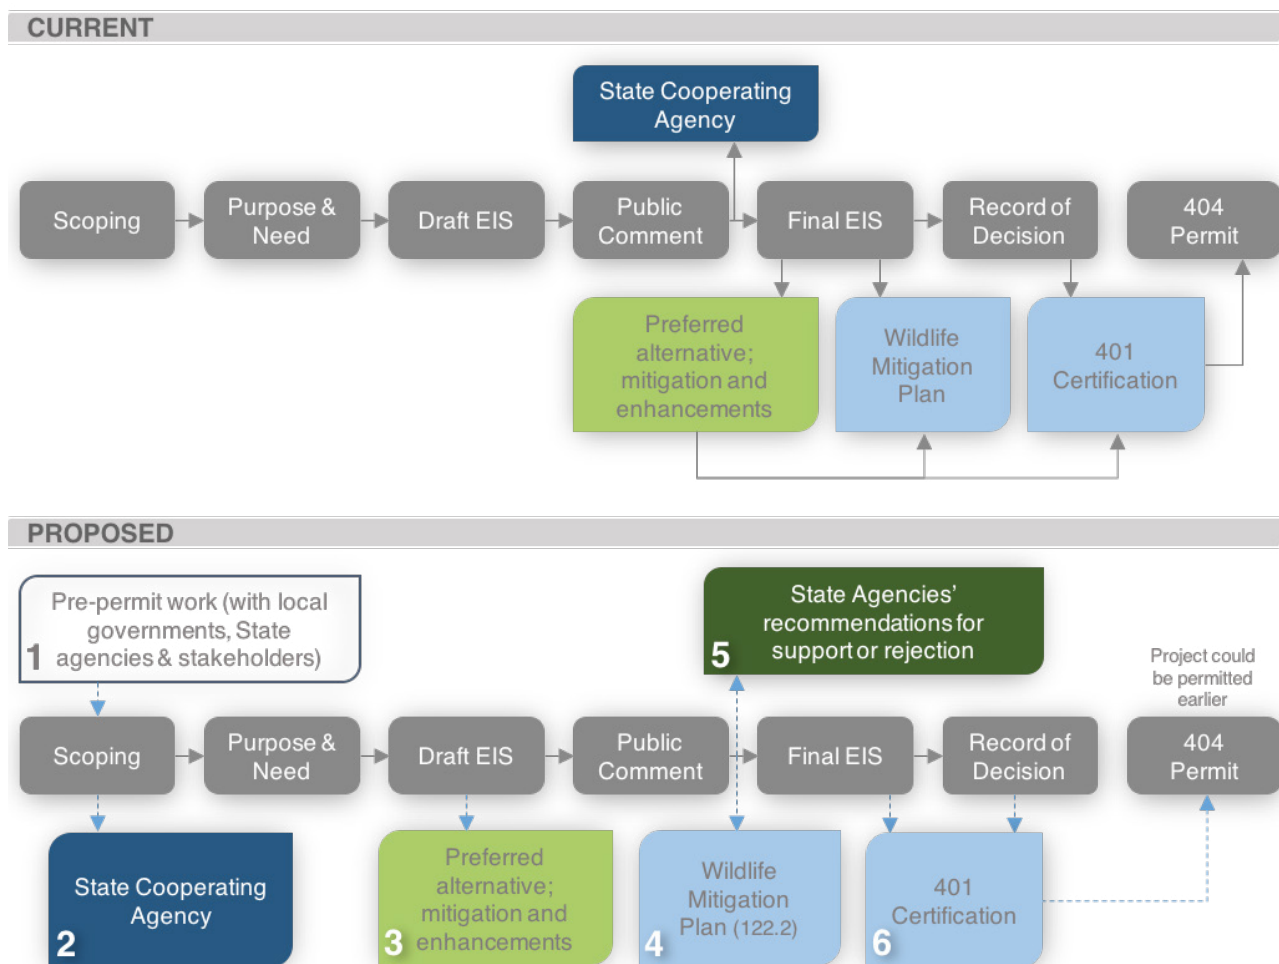 CURRENT
State Cooperating
Agency
Scoping
Purpose &
Need
Draft EIS
Public
Comment
Final EIS
Record of
Decision
404
Permit
Preferred
alternative;
mitigation and
enhancements
Wildlife
Mitigation
Plan
401
Certification
PROPOSED
Pre-permit work (with local
governments, State
agencies & stakeholders)
1
State Agencies’
recommendations for
support or rejection
5
Project could
be permitted
earlier
Scoping
Purpose &
Need
Draft EIS
Public
Comment
Final EIS
Record of
Decision
404
Permit
State Cooperating
Agency
2
Preferred
alternative;
mitigation and
enhancements
3
Wildlife
Mitigation
Plan (122.2)
4
401
Certification
6